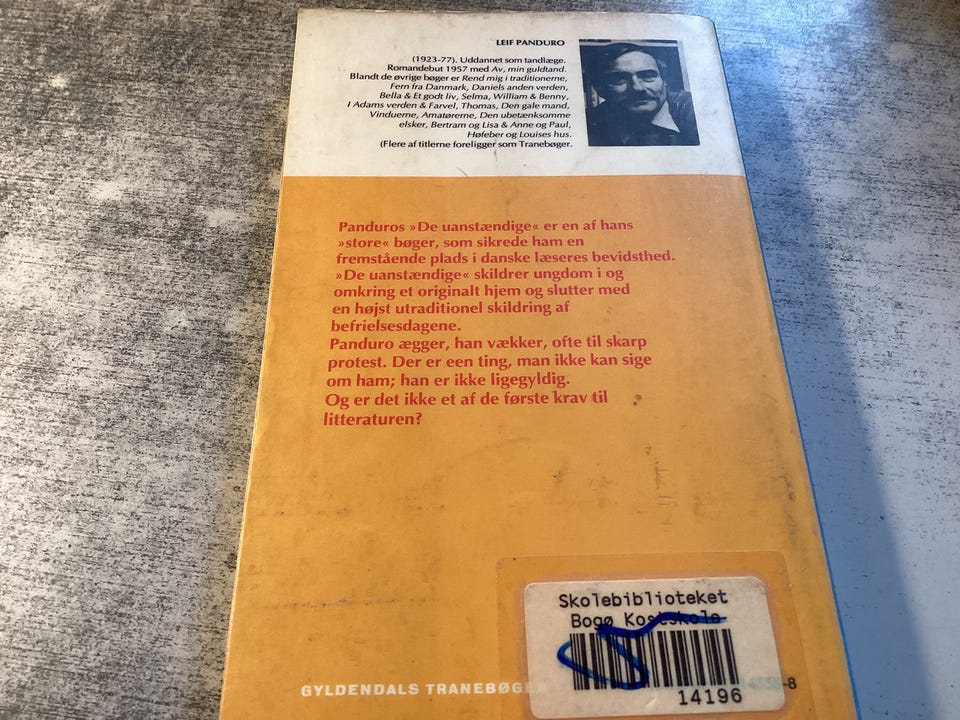 LEIF PANDURO
(1923-77). Uddannet som tandlæge.
Romandebut 1957 med Av, min guldtand.
Blandt de øvrige bøger er Rend mig i traditionerne,
Fern fra Danmark, Daniels anden verden,
Bella & Et godt liv, Selma, William & Benny,
I Adams verden & Farvel, Thomas, Den gale mand,
Vinduerne, Amatørerne, Den ubetænksomme
elsker, Bertram og Lisa & Anne og Paul,
Høfeber og Louises hus.
(Flere af titlerne foreligger som Tranebøger.
Panduros »De uanstændige« er en af hans
»store« bøger, som sikrede ham en
fremstående plads i danske læseres bevidsthed.
»De uanstændige« skildrer ungdom i og
omkring et originalt hjem og slutter med
en højst utraditionel skildring af
befrielsesdagene.
Panduro ægger, han vækker, ofte til skarp
protest. Der er een ting, man ikke kan sige
om ham; han er ikke ligegyldig.
Og er det ikke et af de første krav til
litteraturen?
Skolebiblioteket
Bogø Kostskole
14196
GYLDENDALS TRANEBØGE